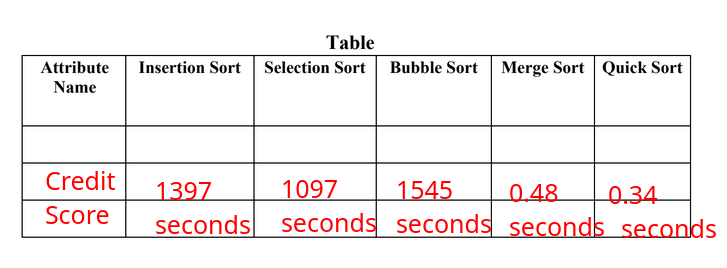 Table
Attribute Name Insertion Sort Selection Sort Bubble Sort Merge Sort Quick Sort
Credit Score 1397 seconds 1097 seconds 1545 seconds 0.48 seconds 0.34 seconds